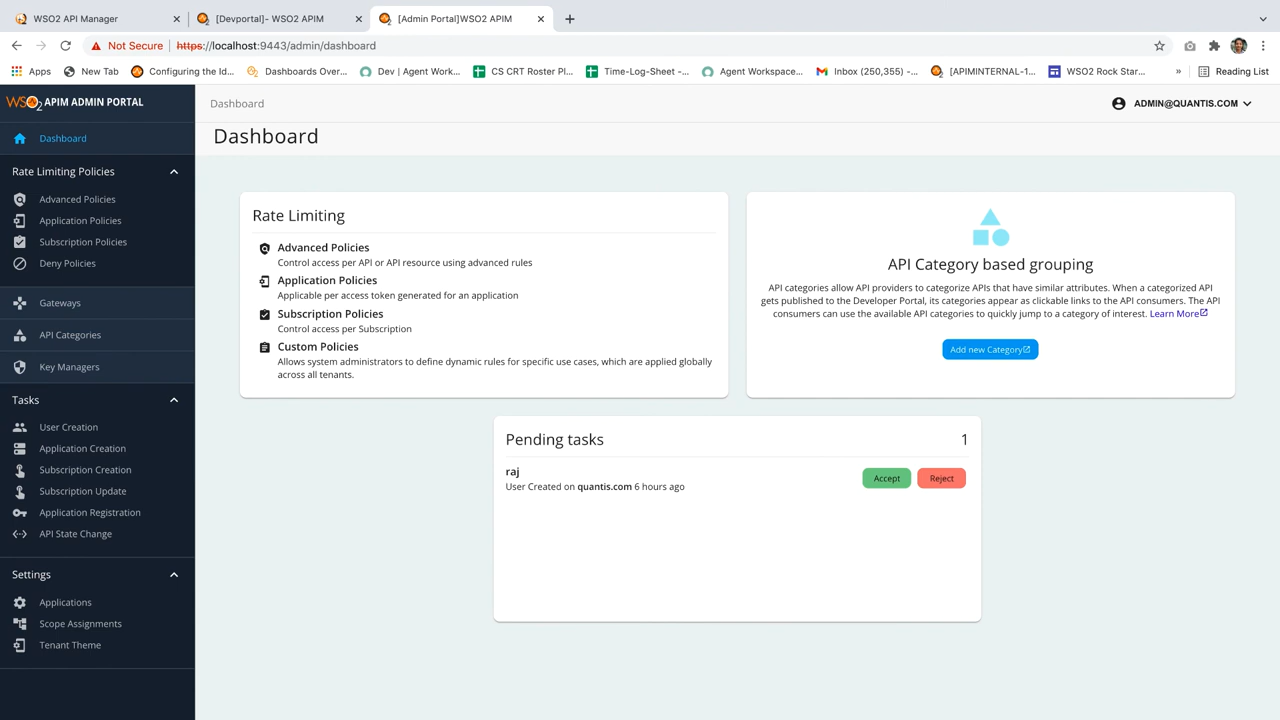 WSO2 API Manager
[Devportal]- WSO2 APIM
[Admin Portal]WSO2 APIM
Not Secure
https://localhost:9443/admin/dashboard
Apps
New Tab
Configuring the Id...
Dashboards Over...
Dev | Agent Work...
CS CRT Roster Pl...
Time-Log-Sheet -...
Agent Workspace...
Inbox (250,355) -...
[APIMINTERNAL-1...
WSO2 Rock Star...
»
Reading List
WSO2 APIM ADMIN PORTAL
Dashboard
ADMIN@QUANTIS.COM
Dashboard
Dashboard
Rate Limiting Policies
Advanced Policies
Application Policies
Subscription Policies
Deny Policies
Gateways
API Categories
Key Managers
Tasks
User Creation
Application Creation
Subscription Creation
Subscription Update
Application Registration
API State Change
Settings
Applications
Scope Assignments
Tenant Theme
Rate Limiting
Advanced Policies
Control access per API or API resource using advanced rules
Application Policies
Applicable per access token generated for an application
Subscription Policies
Control access per Subscription
Custom Policies
Allows system administrators to define dynamic rules for specific use cases, which are applied globally
across all tenants.
API Category based grouping
API categories allow API providers to categorize APIs that have similar attributes. When a categorized API
gets published to the Developer Portal, its categories appear as clickable links to the API consumers. The API
consumers can use the available API categories to quickly jump to a category of interest. Learn More
Add new Category
Pending tasks 1
raj
User Created on quantis.com 6 hours ago
Accept
Reject